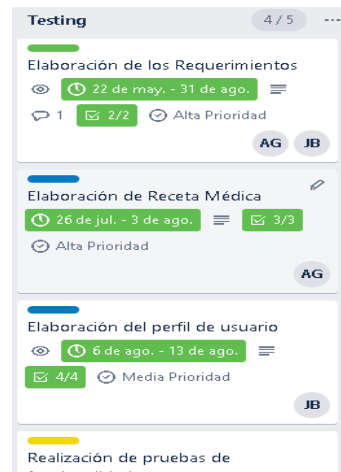 Testing 4 / 5
Elaboración de los Requerimientos
22 de may. - 31 de ago.
1 2/2 Alta Prioridad
AG JB
Elaboración de Receta Médica
26 de jul. - 3 de ago. 3/3
Alta Prioridad
AG
Elaboración del perfil de usuario
6 de ago. - 13 de ago.
4/4 Media Prioridad
JB
Realización de pruebas de